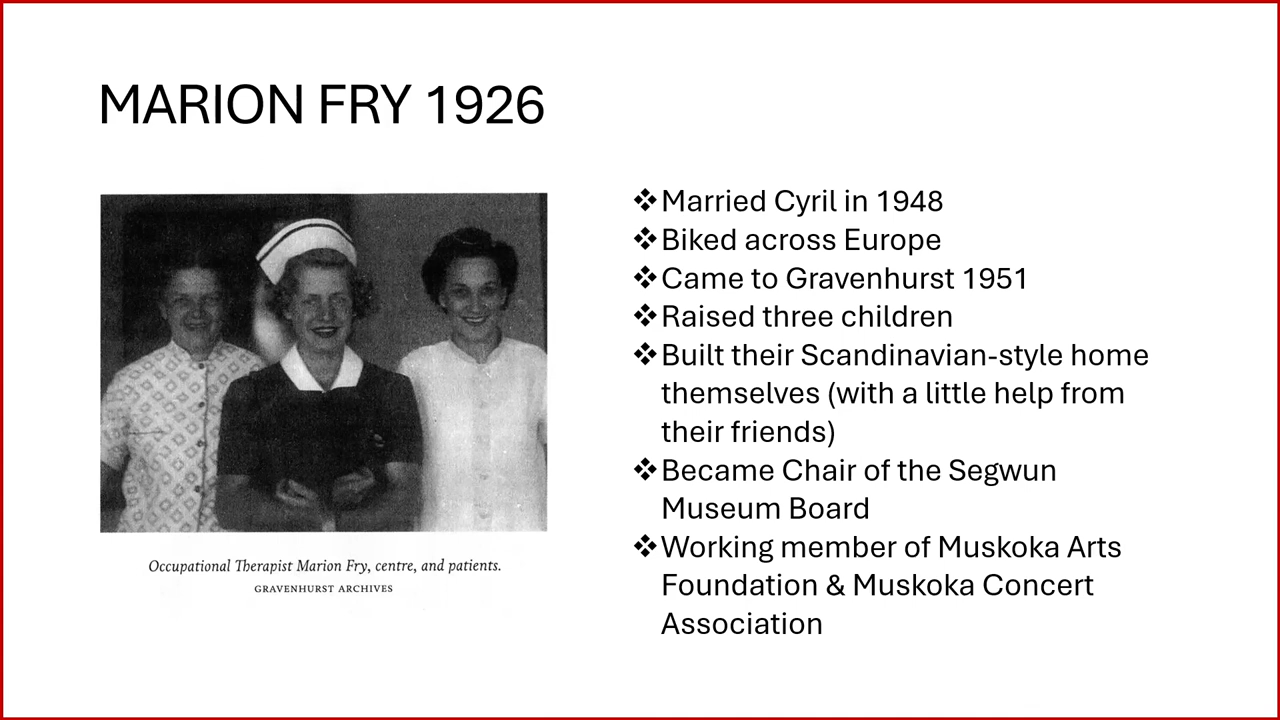 MARION FRY 1926
Occupational Therapist Marion Fry, centre, and patients.
GRAVENHURST ARCHIVES
❖Married Cyril in 1948
❖Biked across Europe
❖Came to Gravenhurst 1951
❖Raised three children
❖Built their Scandinavian-style home
themselves (with a little help from
their friends)
❖Became Chair of the Segwun
Museum Board
❖Working member of Muskoka Arts
Foundation & Muskoka Concert
Association